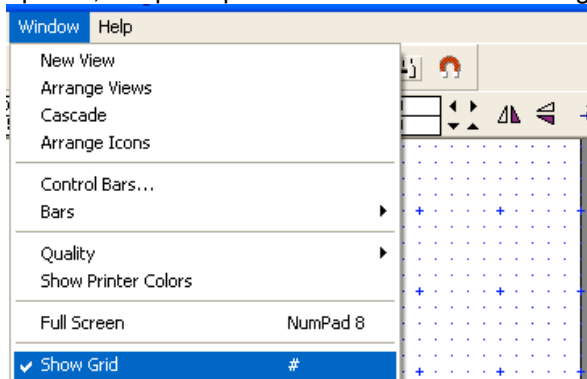 Window Help
New View
Arrange Views
Cascade
Arrange Icons
Control Bars...
Bars
Quality
Show Printer Colors
Full Screen NumPad 8
Show Grid #